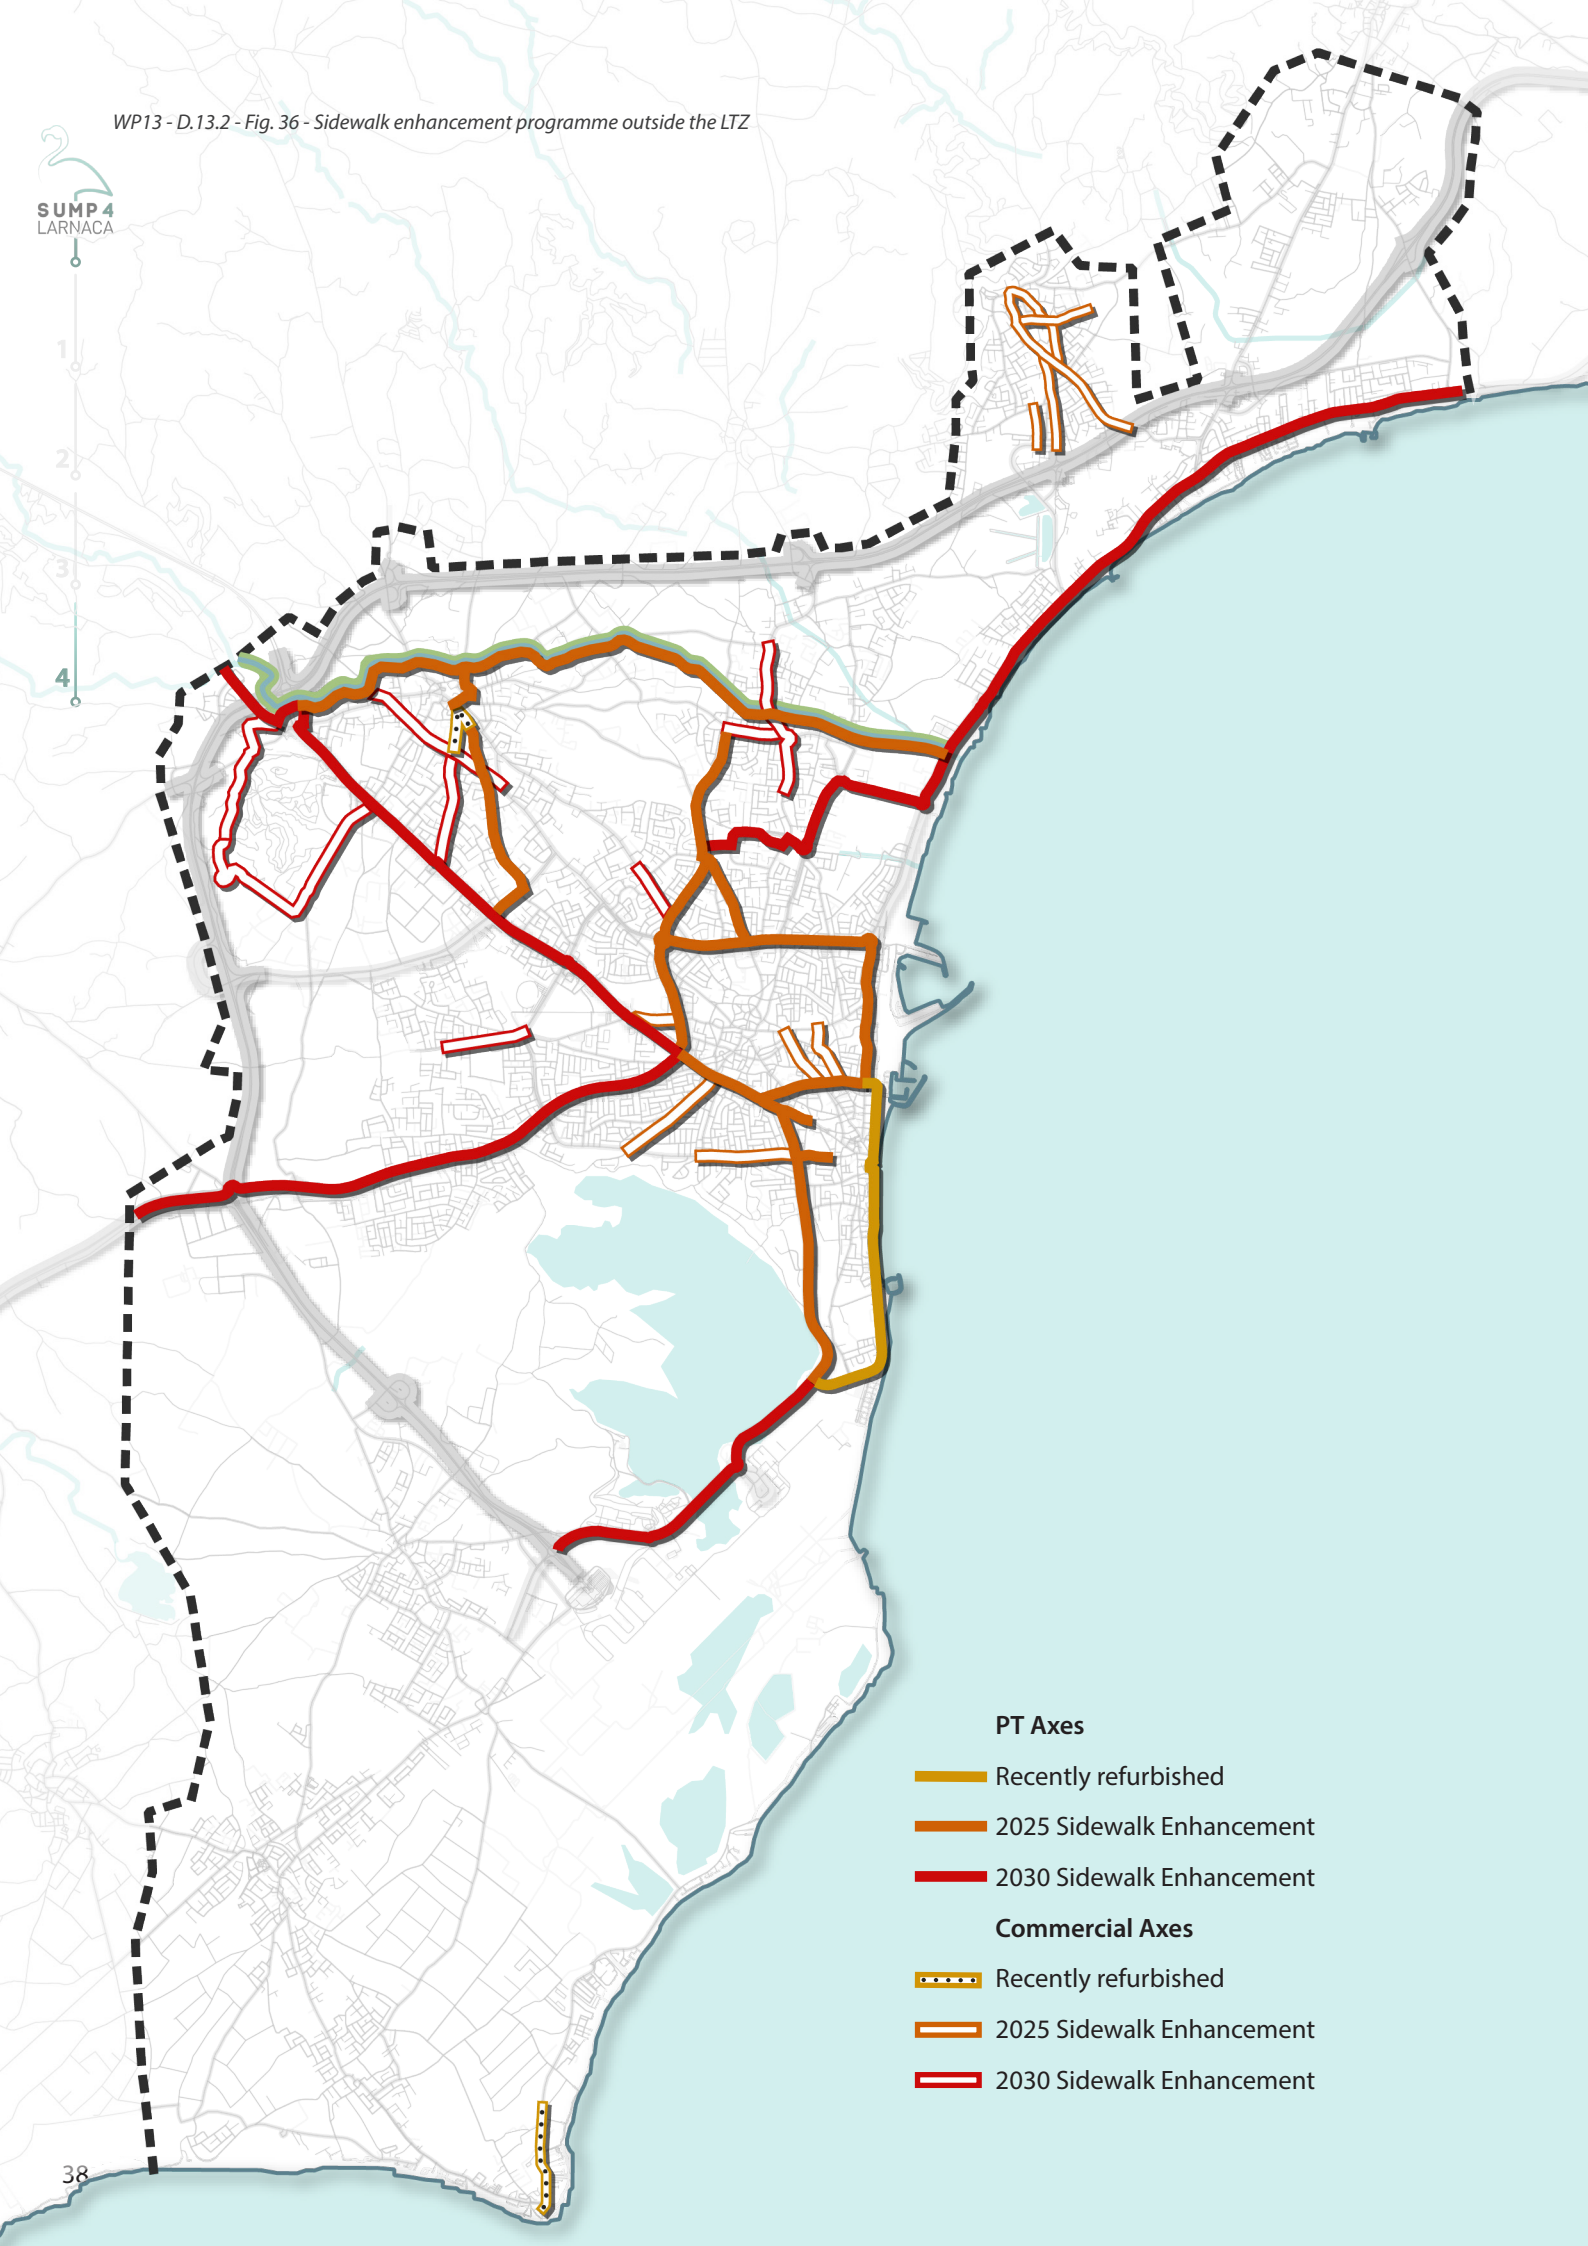 WP13 - D.13.2 - Fig. 36 - Sidewalk enhancement programme outside the LTZ
SUMP 4
LARNACA
1
2
3
4
PT Axes
Recently refurbished
2025 Sidewalk Enhancement
2030 Sidewalk Enhancement
Commercial Axes
Recently refurbished
2025 Sidewalk Enhancement
2030 Sidewalk Enhancement
38